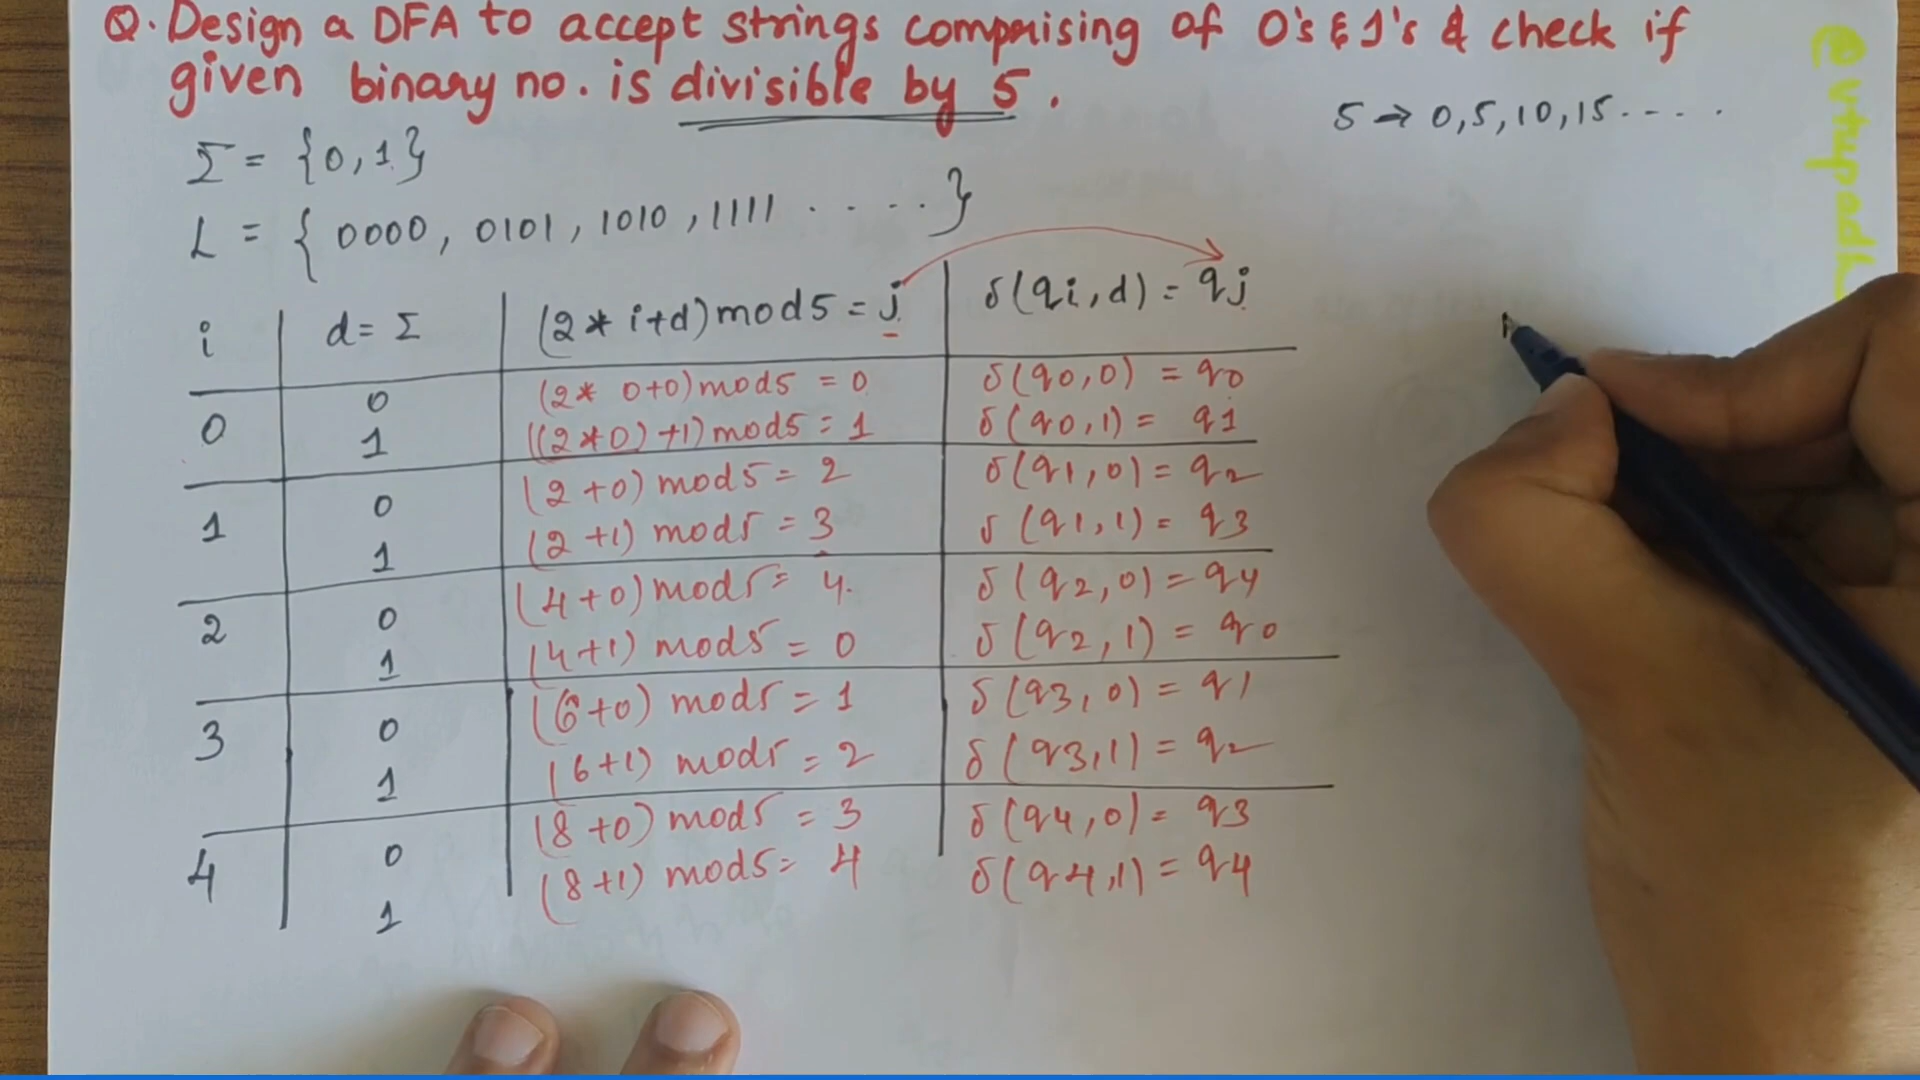 Q. Design a DFA to accept strings comprising of 0's & 1's & check if
given binary no. is divisible by 5.
5 → 0,5,10,15-....
Σ = {0,1}
L = { 0000, 0101, 1010, 1111 .....}
i d=Σ (2*i+d)mod5=j δ(qi,d)=qj
0 0 (2* 0+0)mod5 = 0 δ(q0,0) = q0
1 ((2*0)+1)mod5=1 δ(q0,1) = q1
1 0 (2+0) mod5=2 δ(q1,0)=q2
1 (2+1) mod5=3 δ(q1,1)=q3
2 0 (4+0)mod5=4. δ(q2,0)=q4
1 (4+1) mod5=0 δ(q2,1)=q0
3 0 (6+0) mod5=1 δ(q3,0)=q1
1 (6+1) mod5=2 δ(q3,1)=q2
4 0 (8+0) mod5=3 δ(q4,0)=q3
1 (8+1) mod5=4 δ(q4,1)=q4